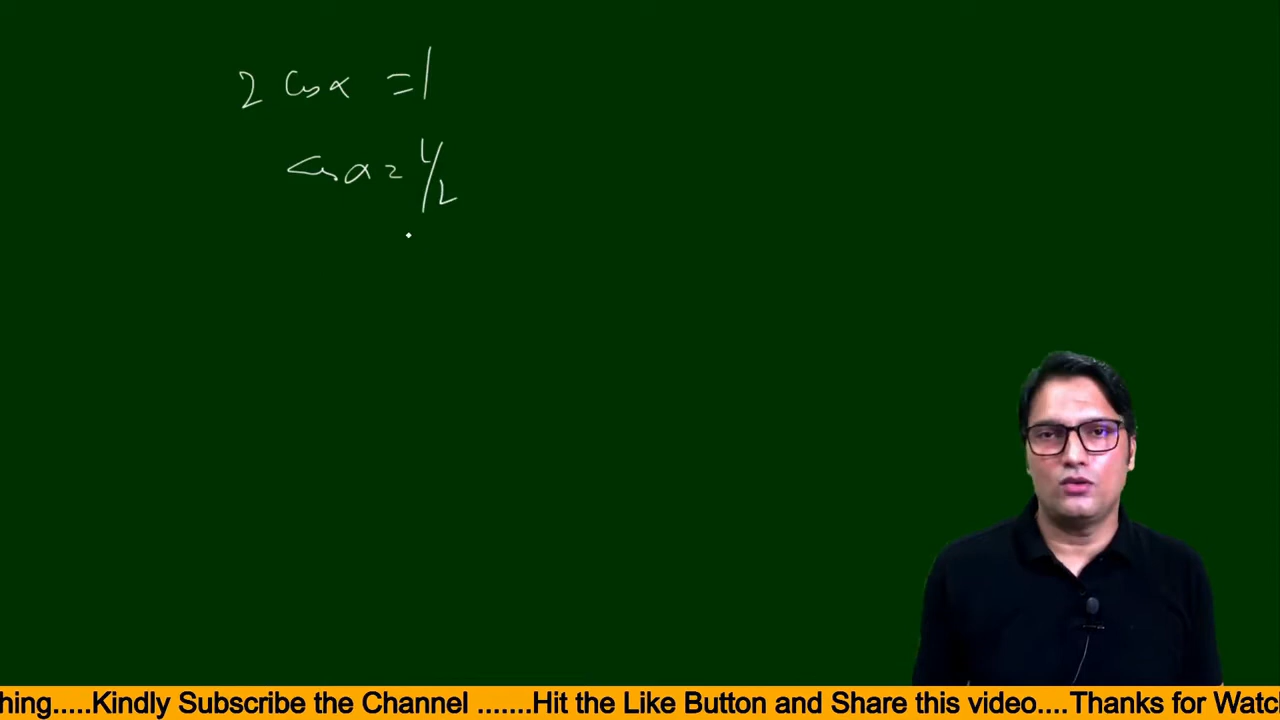 2 cos α = 1
cos α = 1/2
hing.....Kindly Subscribe the Channel .......Hit the Like Button and Share this video....Thanks for Watc